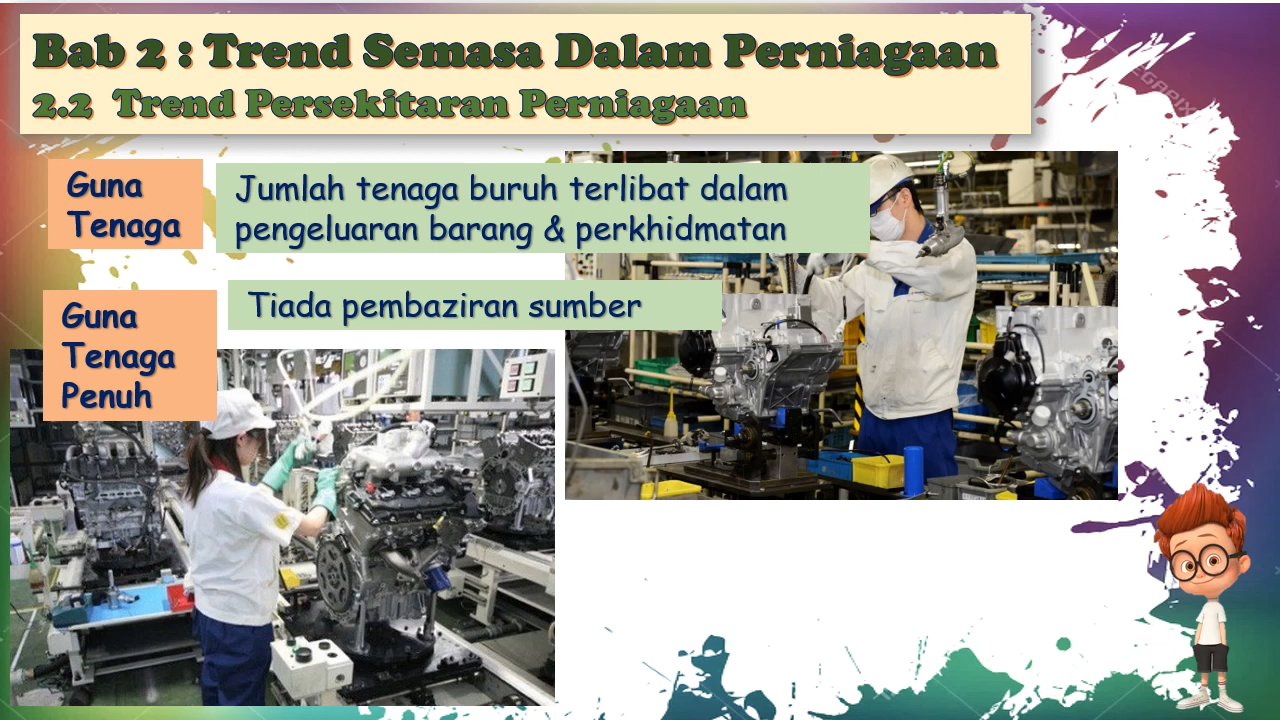 Bab 2 : Trend Semasa Dalam Perniagaan
2.2 Trend Persekitaran Perniagaan
Guna
Tenaga
Jumlah tenaga buruh terlibat dalam
pengeluaran barang & perkhidmatan
Guna
Tenaga
Penuh
Tiada pembaziran sumber